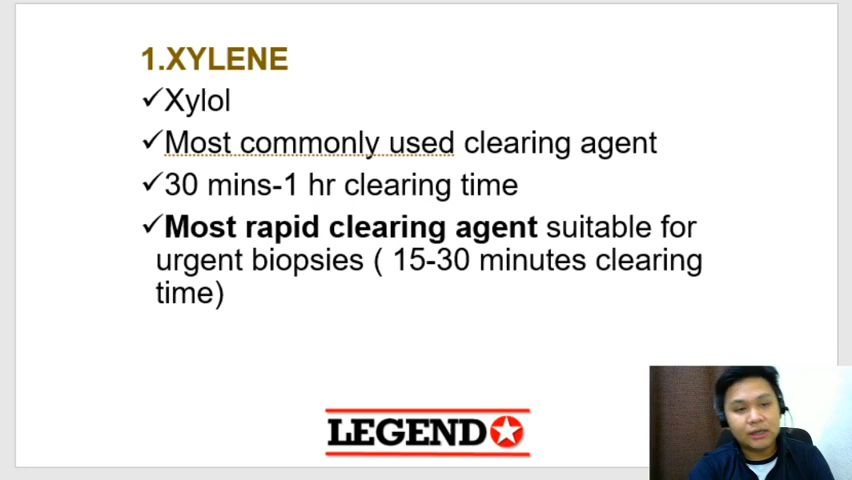 1.XYLENE
✓Xylol
✓Most commonly used clearing agent
✓30 mins-1 hr clearing time
✓Most rapid clearing agent suitable for
urgent biopsies ( 15-30 minutes clearing
time)
LEGEND